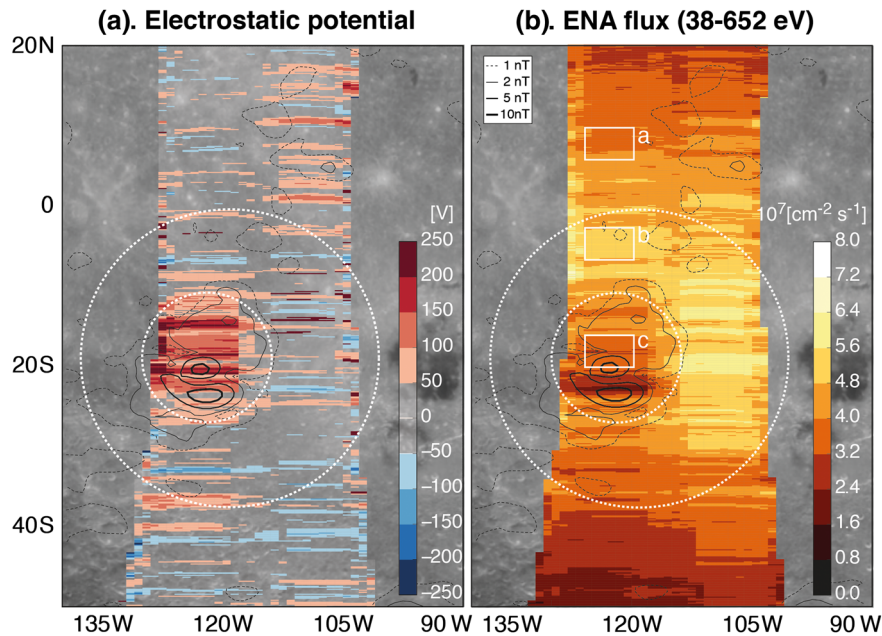 (a). Electrostatic potential
(b). ENA flux (38-652 eV)
20N
0
20S
40S
[V]
250
200
150
100
50
0
−50
−100
−150
−200
−250
135W
120W
105W
90 W
1 nT
2 nT
5 nT
10nT
a
b
c
10⁷[cm⁻² s⁻¹]
8.0
7.2
6.4
5.6
4.8
4.0
3.2
2.4
1.6
0.8
0.0
135W
120W
105W
90W